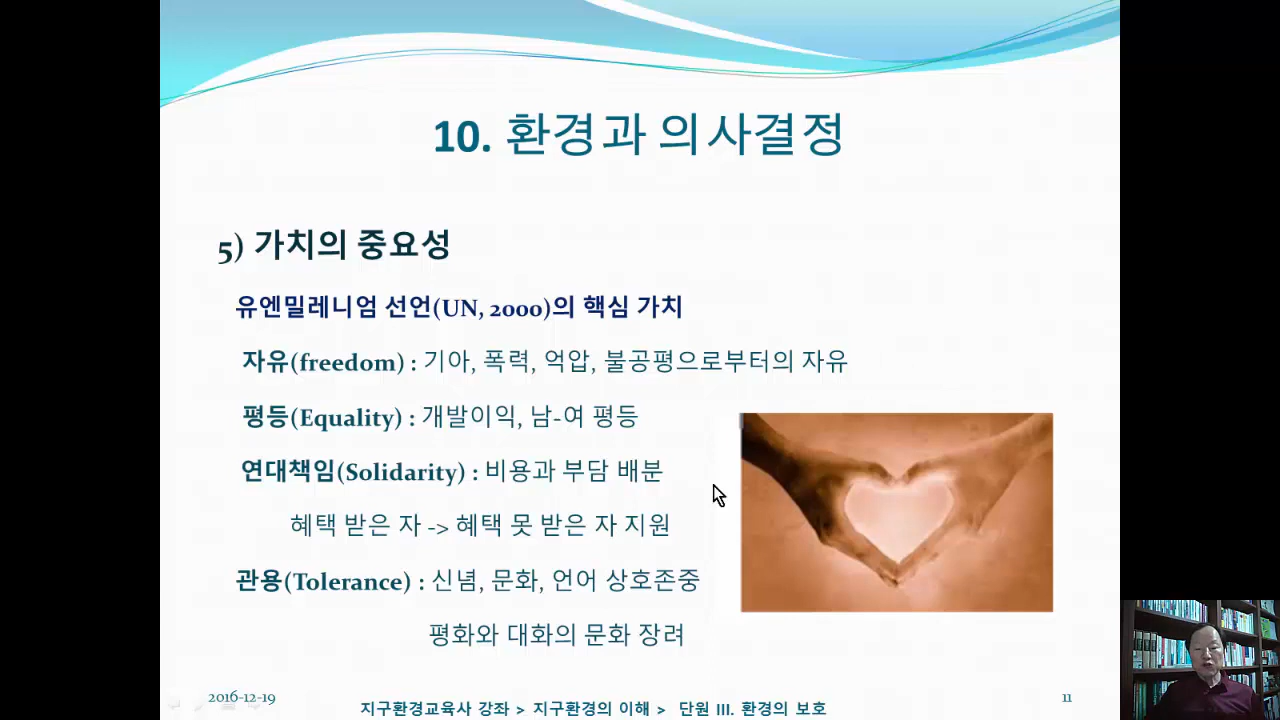 10. 환경과 의사결정
5) 가치의 중요성
유엔밀레니엄 선언(UN, 2000)의 핵심 가치
자유(freedom) : 기아, 폭력, 억압, 불공평으로부터의 자유
평등(Equality) : 개발이익, 남-여 평등
연대책임(Solidarity) : 비용과 부담 배분
혜택 받은 자 -> 혜택 못 받은 자 지원
관용(Tolerance) : 신념, 문화, 언어 상호존중
평화와 대화의 문화 장려
2016-12-19
지구환경교육사 강좌 > 지구환경의 이해 > 단원 III. 환경의 보호
11